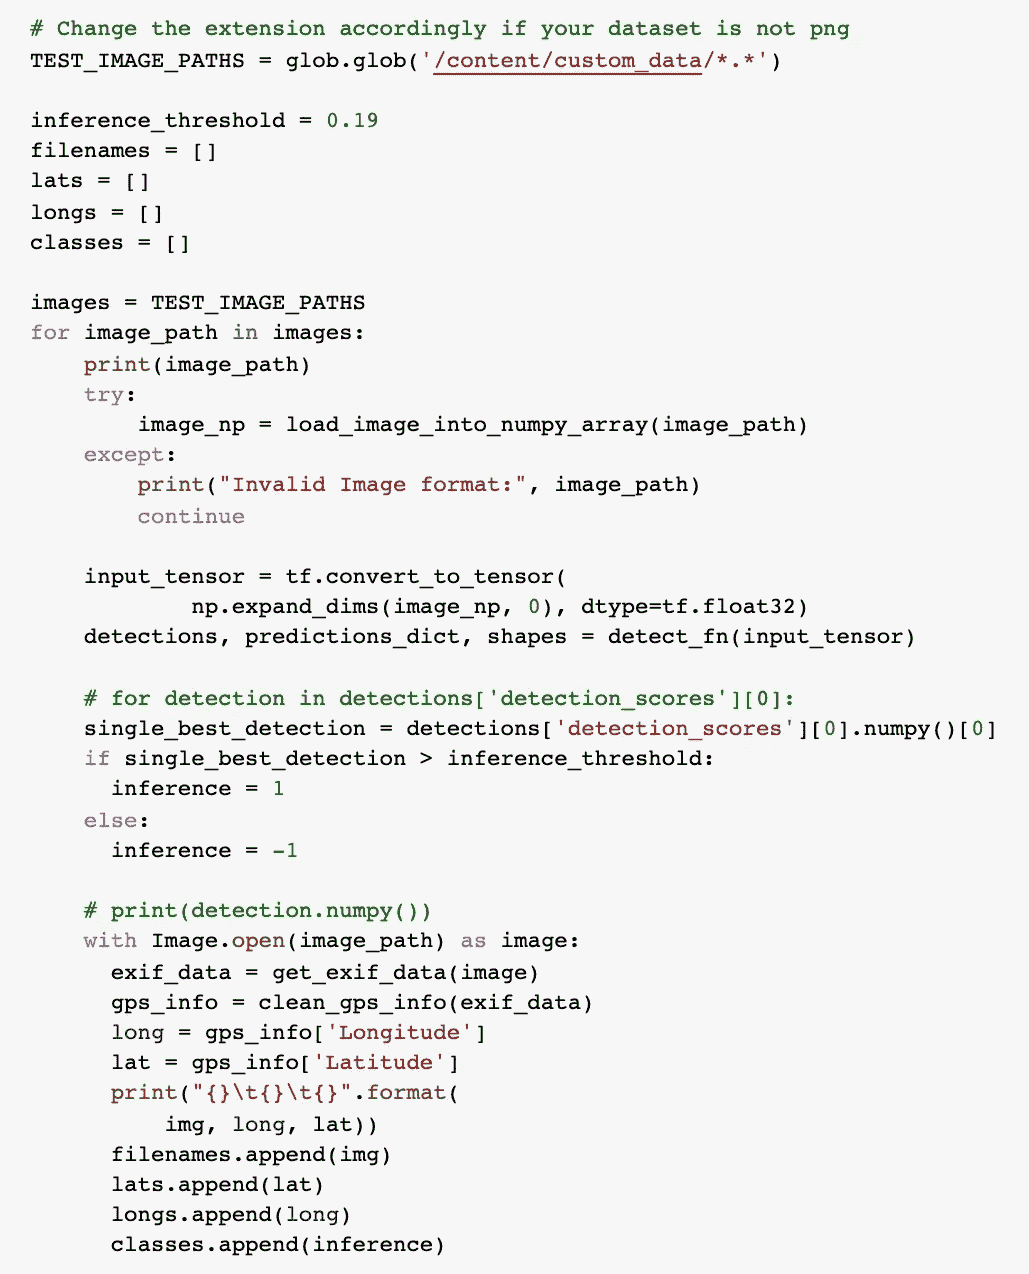 # Change the extension accordingly if your dataset is not png
TEST_IMAGE_PATHS = glob.glob('/content/custom_data/*.*')

inference_threshold = 0.19
filenames = []
lats = []
longs = []
classes = []

images = TEST_IMAGE_PATHS
for image_path in images:
    print(image_path)
    try:
        image_np = load_image_into_numpy_array(image_path)
    except:
        print("Invalid Image format:", image_path)
        continue

    input_tensor = tf.convert_to_tensor(
            np.expand_dims(image_np, 0), dtype=tf.float32)
    detections, predictions_dict, shapes = detect_fn(input_tensor)

    # for detection in detections['detection_scores'][0]:
    single_best_detection = detections['detection_scores'][0].numpy()[0]
    if single_best_detection > inference_threshold:
      inference = 1
    else:
      inference = -1

    # print(detection.numpy())
    with Image.open(image_path) as image:
      exif_data = get_exif_data(image)
      gps_info = clean_gps_info(exif_data)
      long = gps_info['Longitude']
      lat = gps_info['Latitude']
      print("{}\t{}\t{}".format(
          img, long, lat))
      filenames.append(img)
      lats.append(lat)
      longs.append(long)
      classes.append(inference)